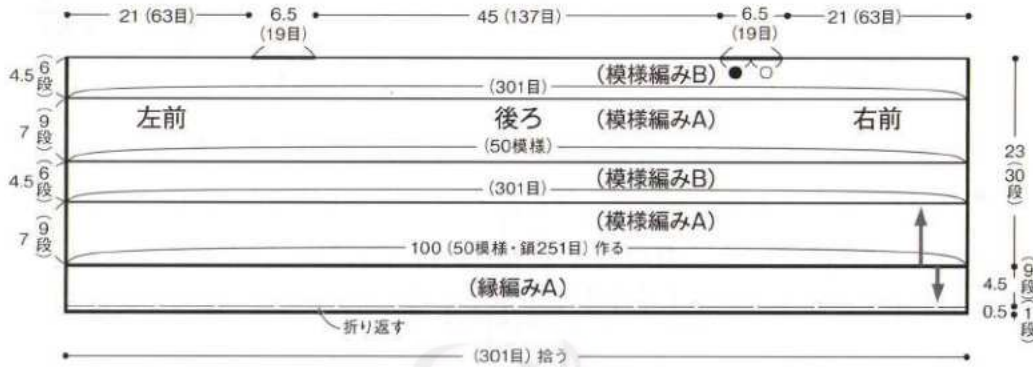 21（63目） 6.5（19目） 45（137目） 6.5（19目） 21（63目）
4.5（6段） （模様編みB） ● ○
（301目）
7（9段） 左前 後ろ （模様編みA） 右前
（50模様）
23（30段）
4.5（6段） （模様編みB）
（301目）
7（9段） （模様編みA）
100（50模様・鎖251目）作る
（縁編みA） 4.5（9段）
0.5（1段）
折り返す
（301目）拾う